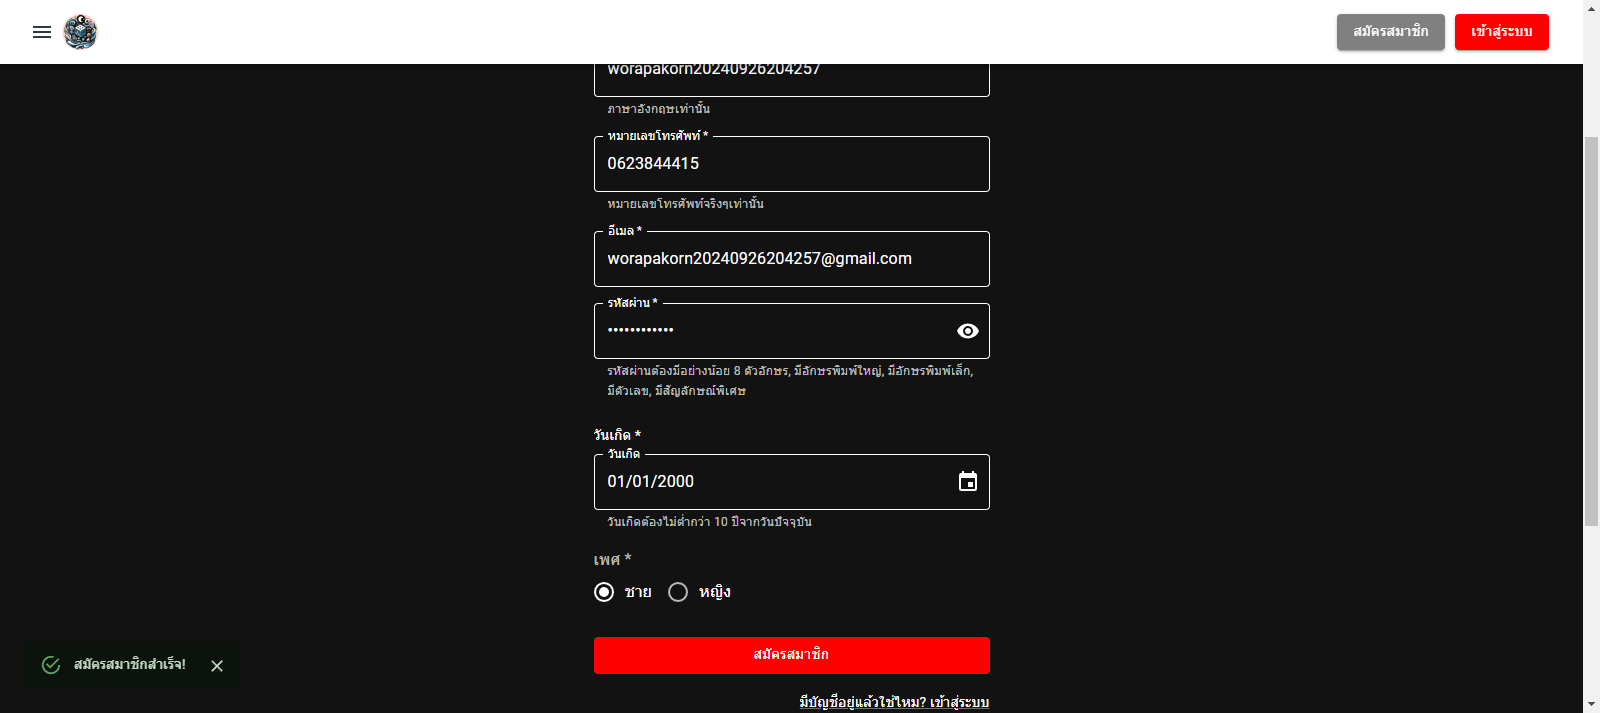 สมัครสมาชิก
เข้าสู่ระบบ
worapakorn20240926204257
ภาษาอังกฤษเท่านั้น
หมายเลขโทรศัพท์ *
0623844415
หมายเลขโทรศัพท์จริงๆเท่านั้น
อีเมล *
worapakorn20240926204257@gmail.com
รหัสผ่าน *
••••••••••••
รหัสผ่านต้องมีอย่างน้อย 8 ตัวอักษร, มีอักษรพิมพ์ใหญ่, มีอักษรพิมพ์เล็ก,
มีตัวเลข, มีสัญลักษณ์พิเศษ
วันเกิด *
วันเกิด
01/01/2000
วันเกิดต้องไม่ต่ำกว่า 10 ปีจากวันปัจจุบัน
เพศ *
ชาย
หญิง
สมัครสมาชิกสำเร็จ!
สมัครสมาชิก
มีบัญชีอยู่แล้วใช่ไหม? เข้าสู่ระบบ